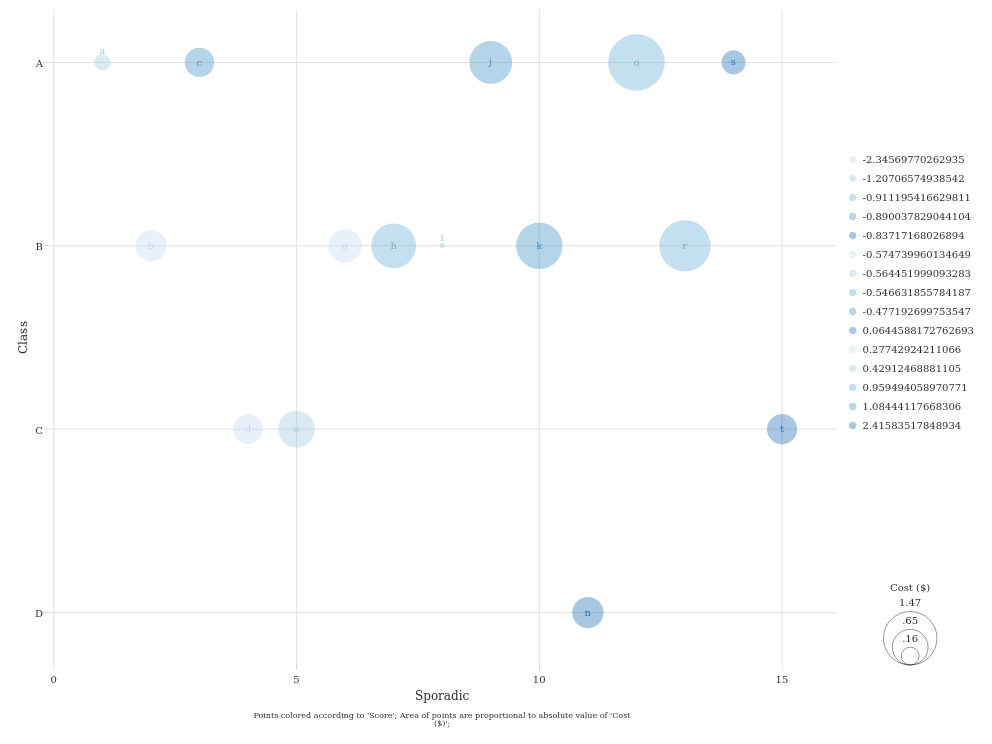 a
A
c
j
o
s
-2.34569770262935
-1.20706574938542
-0.911195416629811
-0.890037829044104
-0.83717168026894
-0.574739960134649
-0.564451999093283
-0.546631855784187
-0.477192699753547
0.0644588172762693
0.27742924211066
0.42912468881105
0.959494058970771
1.08444117668306
2.41583517848934
i
B
b
g
h
k
r
Class
C
d
e
t
D
n
Cost ($)
1.47
.65
.16
0
5
10
15
Sporadic
Points colored according to 'Score'; Area of points are proportional to absolute value of 'Cost
($)';